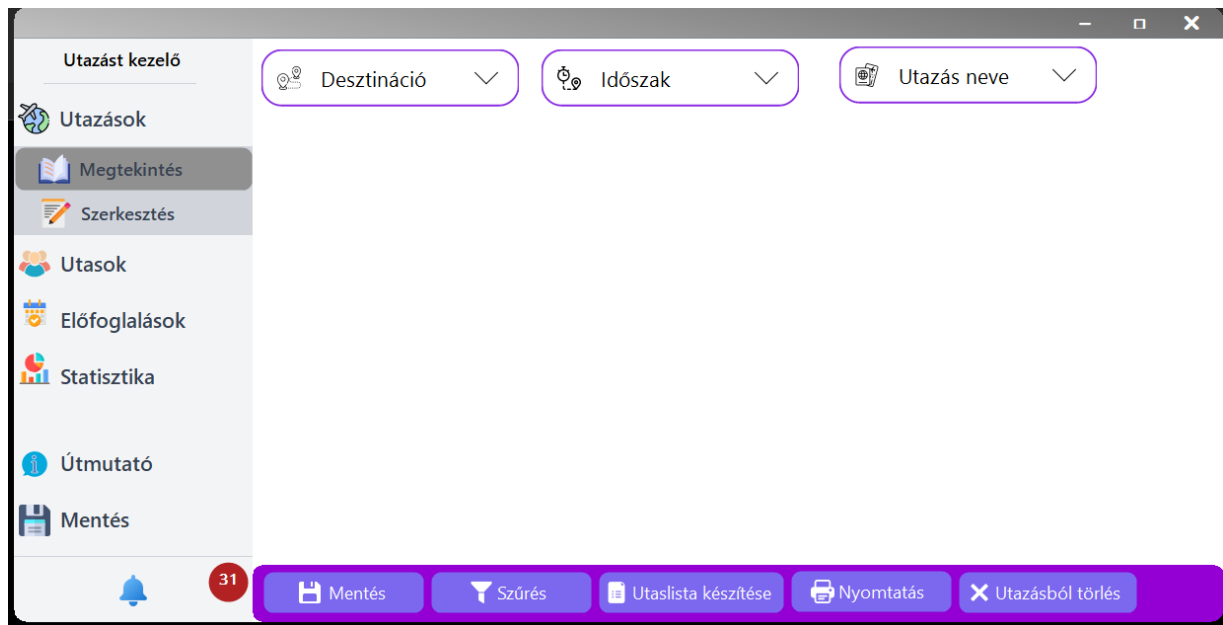 Utazást kezelő
Desztináció
Időszak
Utazás neve
Utazások
Megtekintés
Szerkesztés
Utasok
Előfoglalások
Statisztika
Útmutató
Mentés
31
Mentés
Szűrés
Utaslista készítése
Nyomtatás
Utazásból törlés